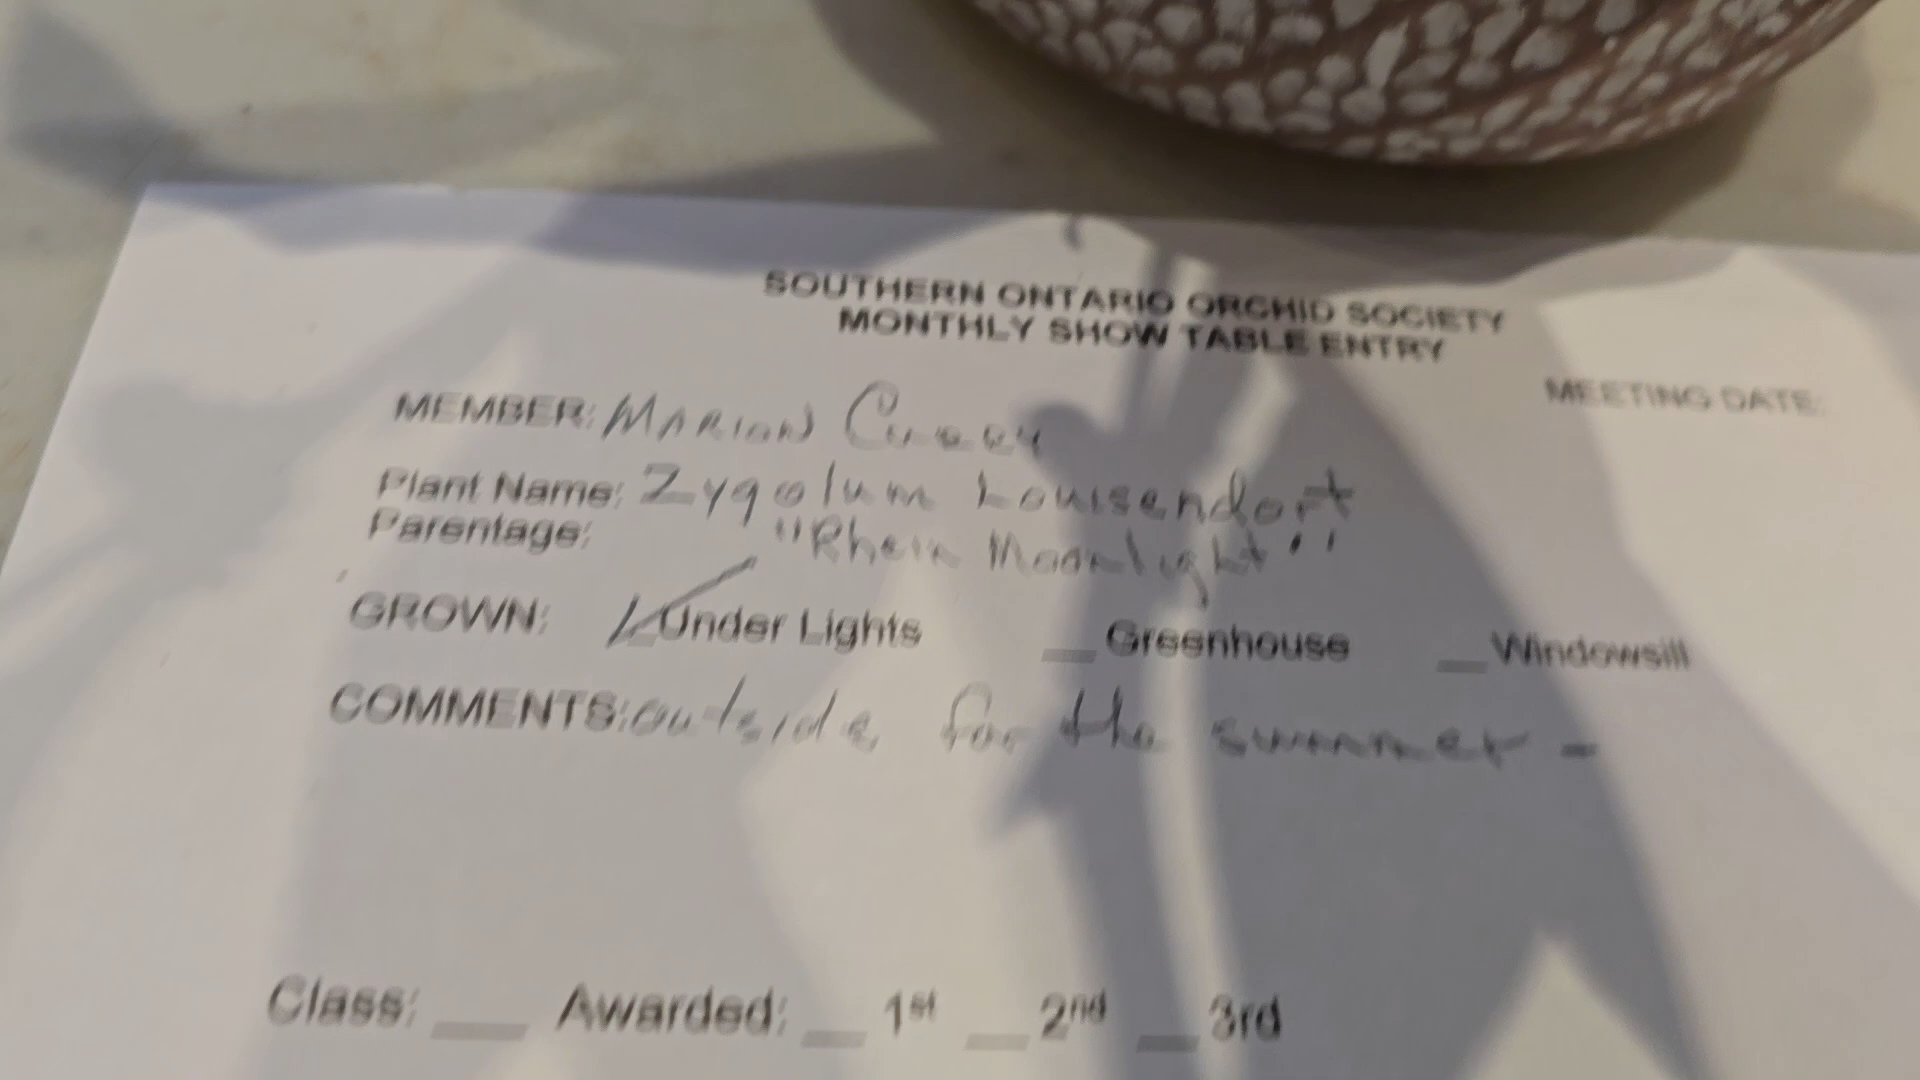 SOUTHERN ONTARIO ORCHID SOCIETY
MONTHLY SHOW TABLE ENTRY
MEETING DATE:
MEMBER: MARION
Plant Name: Zygolum Louisendorf
Parentage: "Rhein Moonlight"
GROWN: Under Lights Greenhouse Windowsill
COMMENTS: outside for the summer -
Class: Awarded: 1st 2nd 3rd